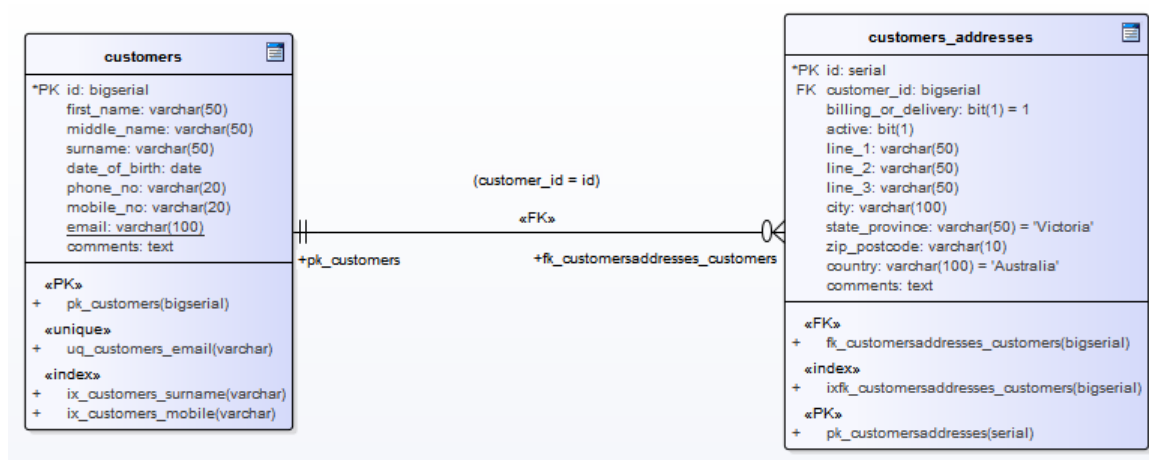 customers
*PK id: bigserial
first_name: varchar(50)
middle_name: varchar(50)
surname: varchar(50)
date_of_birth: date
phone_no: varchar(20)
mobile_no: varchar(20)
email: varchar(100)
comments: text
«PK»
+ pk_customers(bigserial)
«unique»
+ uq_customers_email(varchar)
«index»
+ ix_customers_surname(varchar)
+ ix_customers_mobile(varchar)
(customer_id = id)
«FK»
+pk_customers
+fk_customersaddresses_customers
customers_addresses
*PK id: serial
FK customer_id: bigserial
billing_or_delivery: bit(1) = 1
active: bit(1)
line_1: varchar(50)
line_2: varchar(50)
line_3: varchar(50)
city: varchar(100)
state_province: varchar(50) = 'Victoria'
zip_postcode: varchar(10)
country: varchar(100) = 'Australia'
comments: text
«FK»
+ fk_customersaddresses_customers(bigserial)
«index»
+ ixfk_customersaddresses_customers(bigserial)
«PK»
+ pk_customersaddresses(serial)